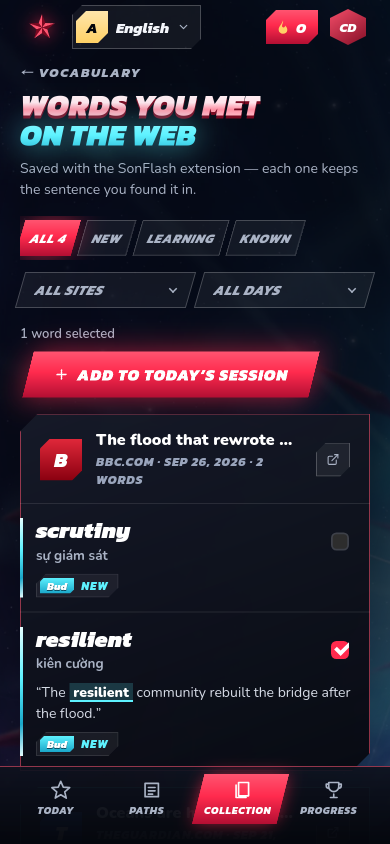 A English 0 CD
← VOCABULARY
WORDS YOU MET
ON THE WEB
Saved with the SonFlash extension — each one keeps
the sentence you found it in.
ALL 4 NEW LEARNING KNOWN
ALL SITES ALL DAYS
1 word selected
+ ADD TO TODAY'S SESSION
B The flood that rewrote ...
BBC.COM · SEP 26, 2026 · 2
WORDS
scrutiny
sự giám sát
Bud NEW
resilient
kiên cường
“The resilient community rebuilt the bridge after
the flood.”
Bud NEW
TODAY PATHS COLLECTION PROGRESS